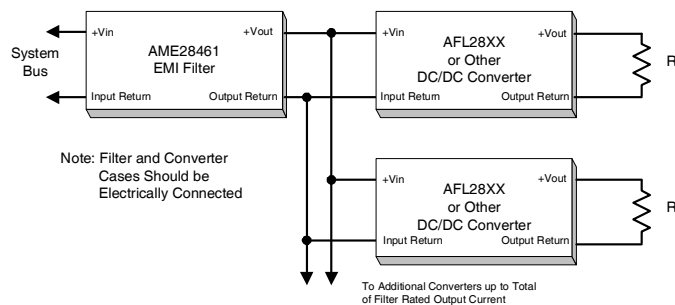 System
Bus
+Vin
+Vout
AME28461
EMI Filter
Input Return
Output Return
+Vin
+Vout
AFL28XX
or Other
DC/DC Converter
Input Return
Output Return
R
Note: Filter and Converter
Cases Should be
Electrically Connected
+Vin
+Vout
AFL28XX
or Other
DC/DC Converter
Input Return
Output Return
R
To Additional Converters up to Total
of Filter Rated Output Current